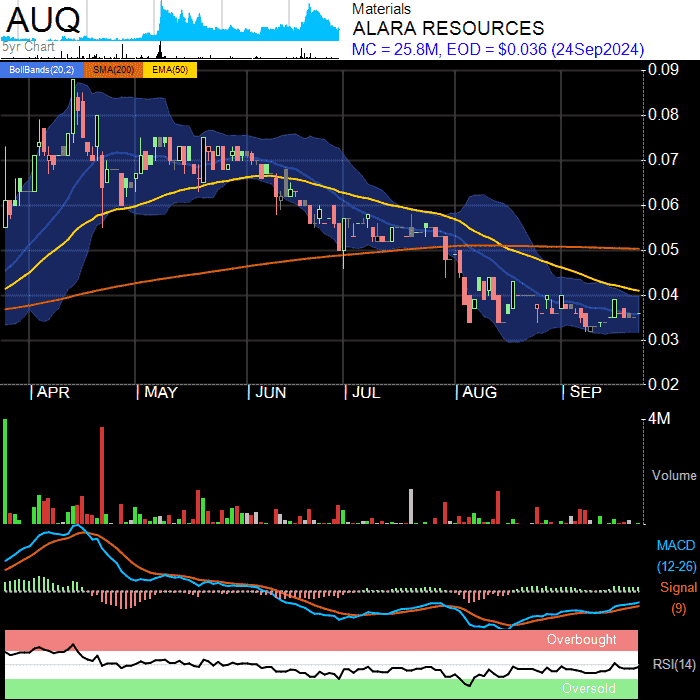 AUQ
5yr Chart
Materials
ALARA RESOURCES
MC = 25.8M, EOD = $0.036 (24Sep2024)
BollBands(20,2) SMA(200) EMA(50)
0.09
0.08
0.07
0.06
0.05
0.04
0.03
0.02
APR MAY JUN JUL AUG SEP
4M
Volume
MACD
(12-26)
Signal
(9)
Overbought
RSI(14)
Oversold